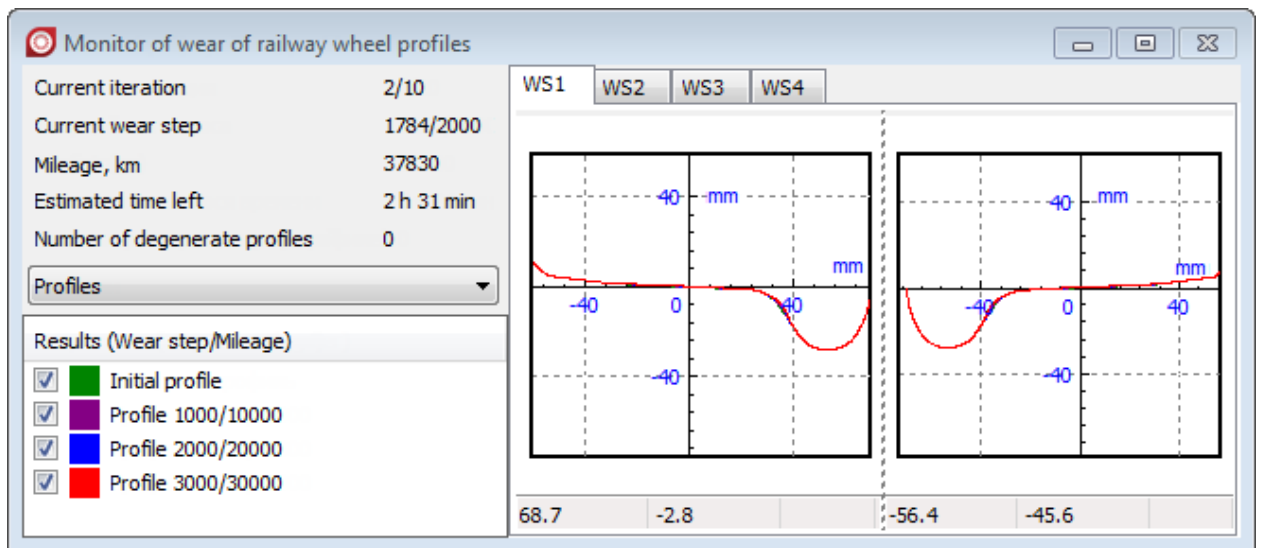 Monitor of wear of railway wheel profiles
Current iteration 2/10
Current wear step 1784/2000
Mileage, km 37830
Estimated time left 2 h 31 min
Number of degenerate profiles 0
Profiles
Results (Wear step/Mileage)
Initial profile
Profile 1000/10000
Profile 2000/20000
Profile 3000/30000
WS1 WS2 WS3 WS4
40 mm
mm
-40 0 40
-40
40 mm
mm
-40 0 40
-40
68.7 -2.8 -56.4 -45.6